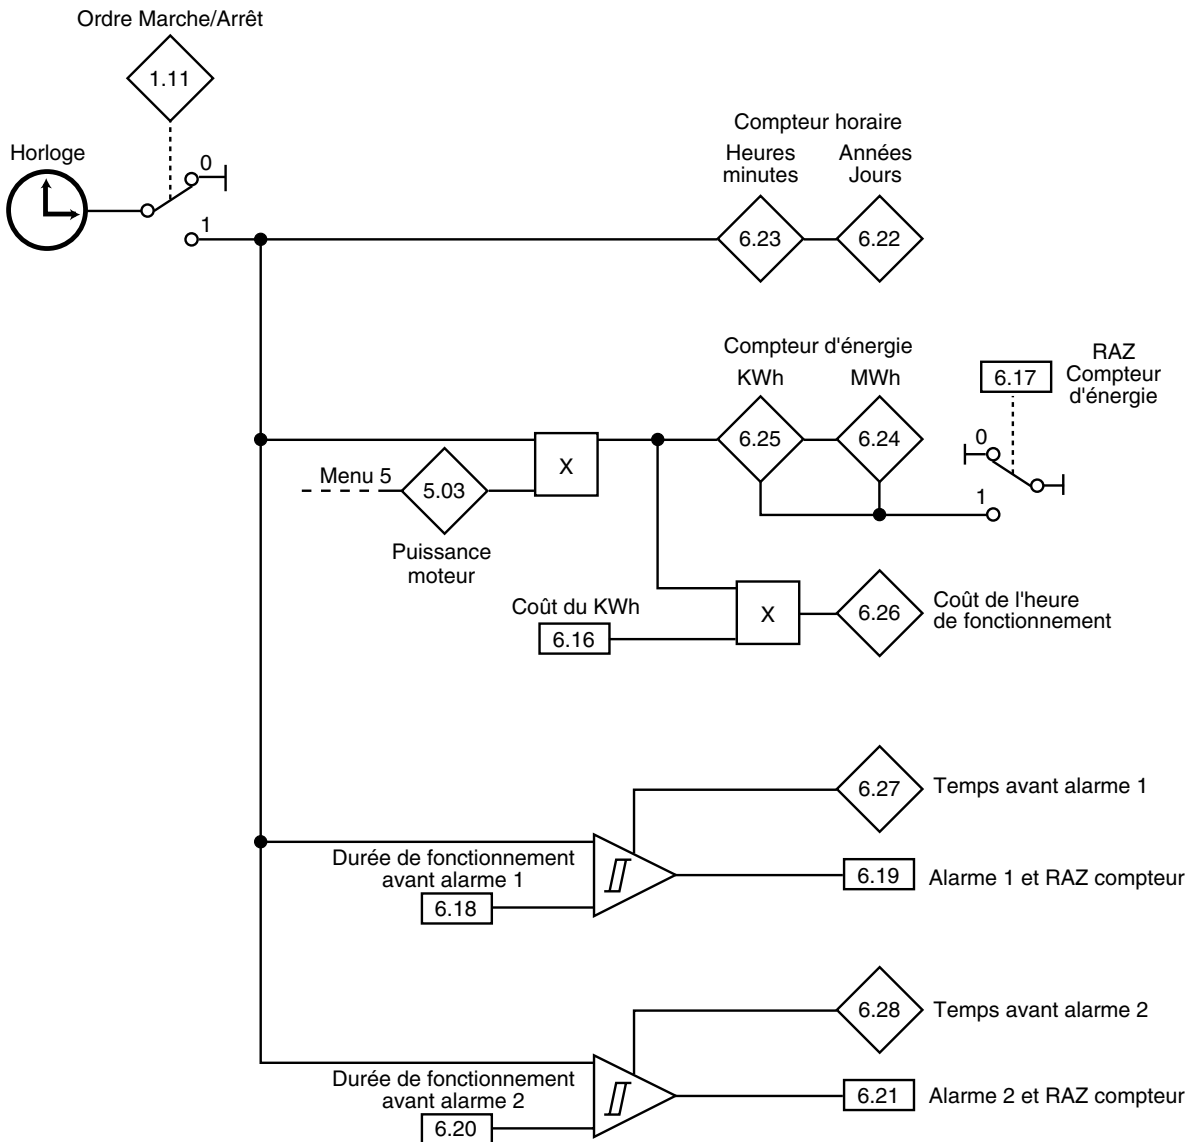 Ordre Marche/Arrêt
1.11
Horloge
0
1
Compteur horaire
Heures
minutes
Années
Jours
6.23
6.22
Compteur d'énergie
KWh
MWh
6.17
RAZ
Compteur
d'énergie
6.25
6.24
0
1
X
Menu 5
5.03
Puissance
moteur
Coût du KWh
6.16
X
6.26
Coût de l'heure
de fonctionnement
6.27
Temps avant alarme 1
Durée de fonctionnement
avant alarme 1
6.18
6.19
Alarme 1 et RAZ compteur
6.28
Temps avant alarme 2
Durée de fonctionnement
avant alarme 2
6.20
6.21
Alarme 2 et RAZ compteur